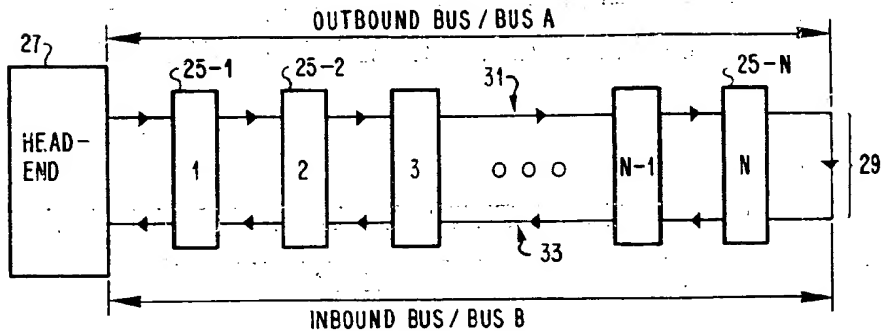 OUTBOUND BUS / BUS A
27
25-1
25-2
31
25-N
HEAD-
END
1
2
3
N-1
N
29
33
INBOUND BUS / BUS B